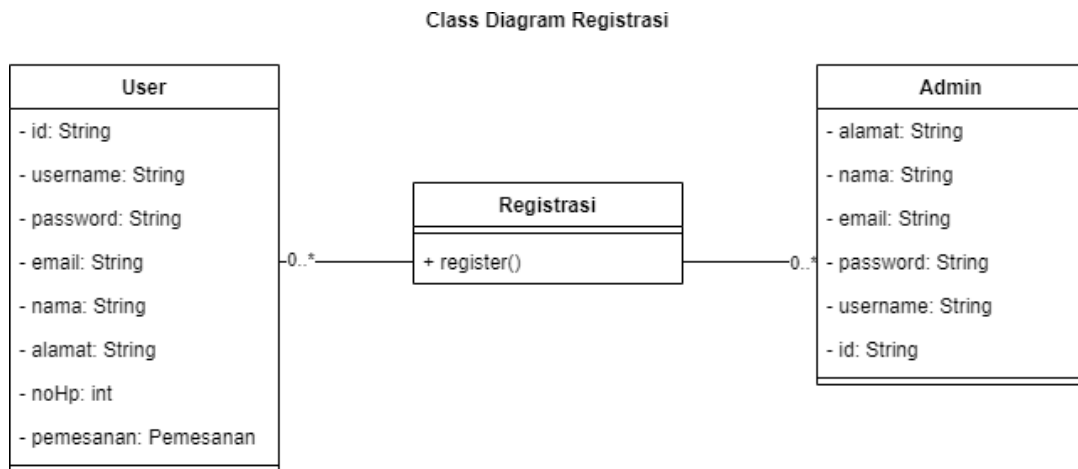 Class Diagram Registrasi
User
- id: String
- username: String
- password: String
- email: String
- nama: String
- alamat: String
- noHp: int
- pemesanan: Pemesanan
0..*
Registrasi
+ register()
0..*
Admin
- alamat: String
- nama: String
- email: String
- password: String
- username: String
- id: String